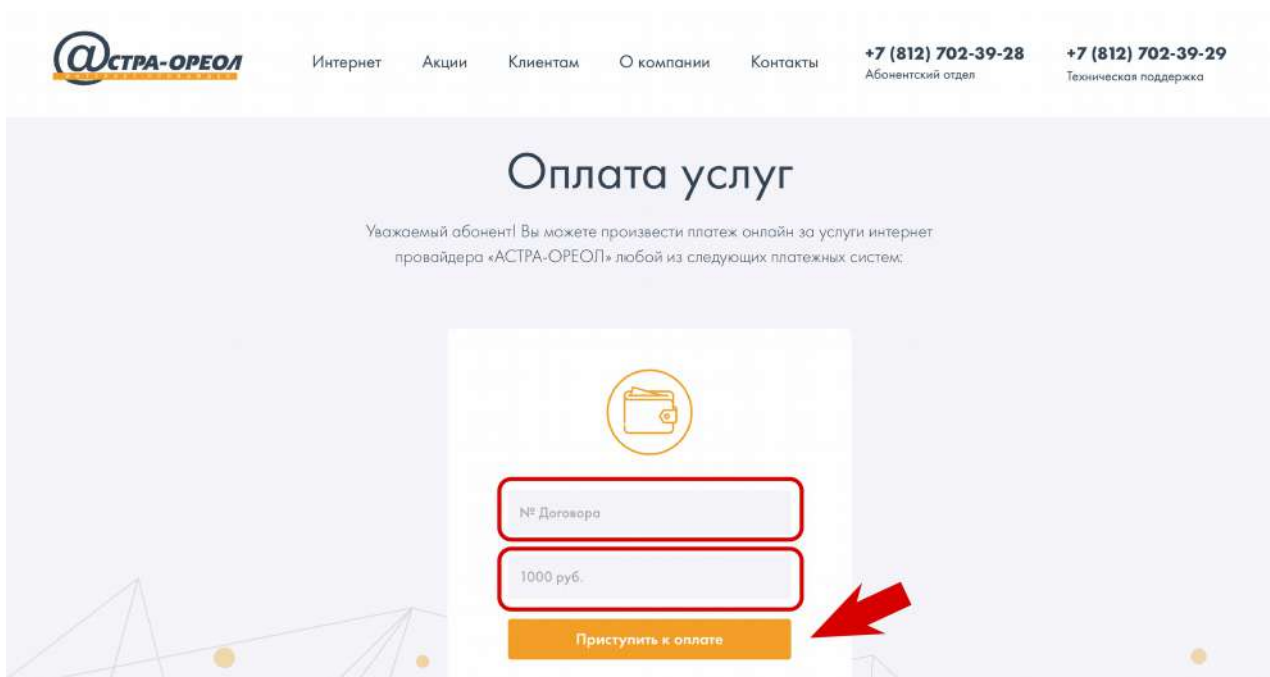 @СТРА-ОРЕОЛ
Интернет Акции Клиентам О компании Контакты
+7 (812) 702-39-28
Абонентский отдел
+7 (812) 702-39-29
Техническая поддержка
Оплата услуг
Уважаемый абонент! Вы можете произвести платеж онлайн за услуги интернет
провайдера «АСТРА-ОРЕОЛ» любой из следующих платежных систем:
№ Договора
1000 руб.
Приступить к оплате